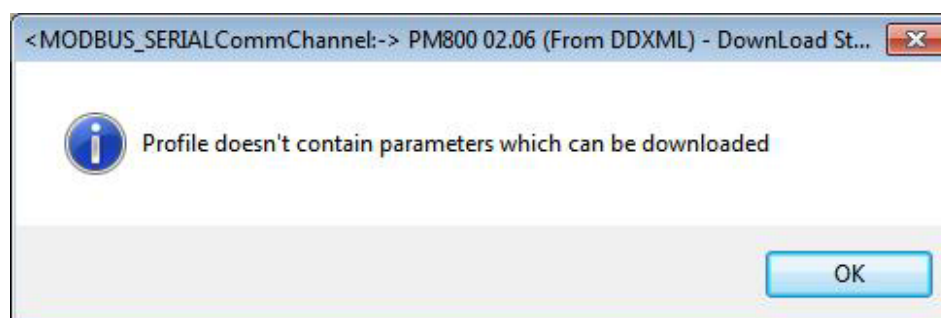 <MODBUS_SERIALCommChannel:-> PM800 02.06 (From DDXML) - DownLoad St...
Profile doesn't contain parameters which can be downloaded
OK